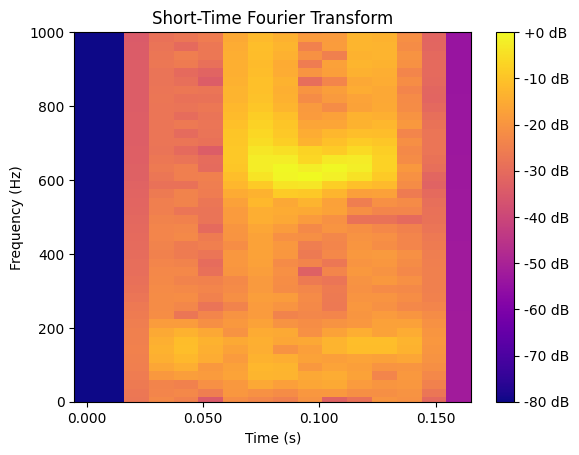 Short-Time Fourier Transform
1000
800
600
400
200
0
Frequency (Hz)
0.000
0.050
0.100
0.150
Time (s)
+0 dB
-10 dB
-20 dB
-30 dB
-40 dB
-50 dB
-60 dB
-70 dB
-80 dB